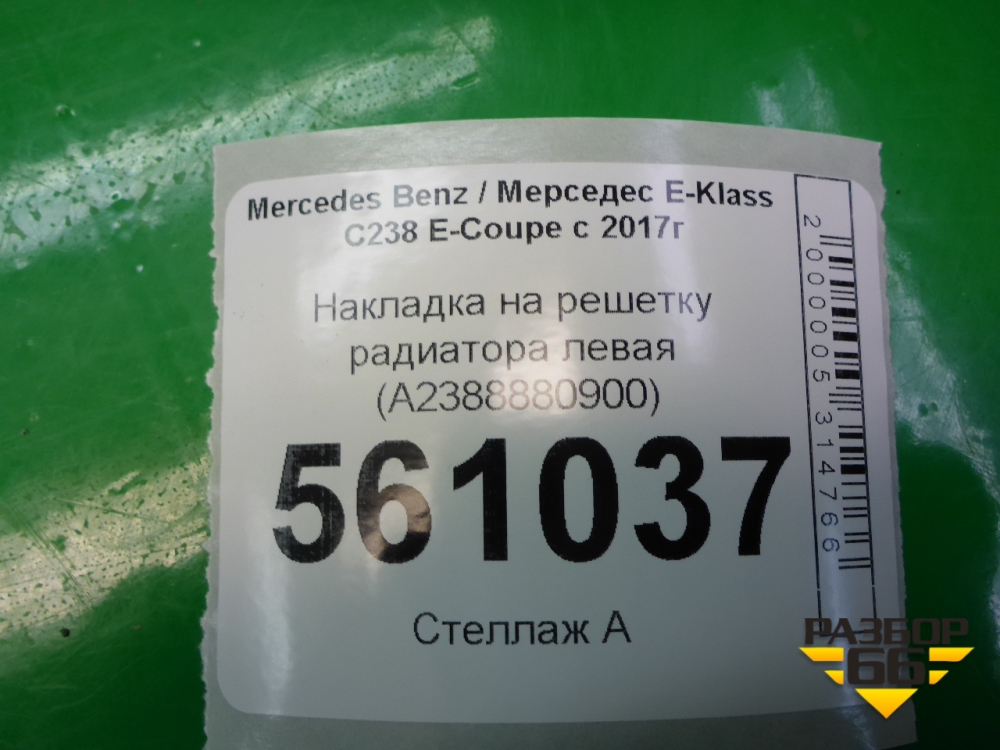 Mercedes Benz / Мерседес E-Klass
C238 E-Coupe с 2017г
Накладка на решетку
радиатора левая
(A2388880900)
561037
Стеллаж А
2000005314766
РАЗБОР
66